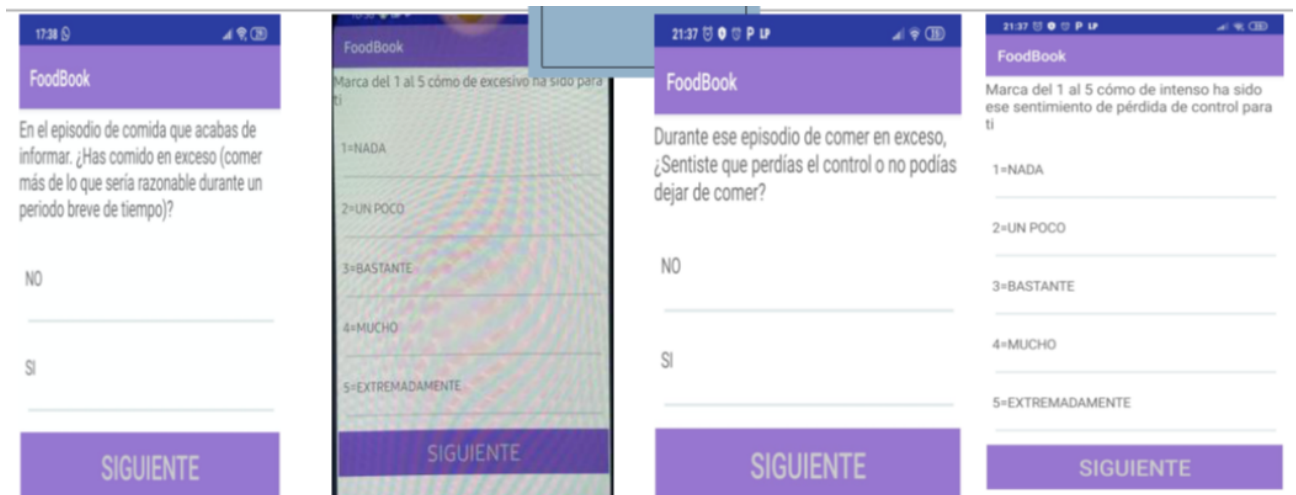 17:38
FoodBook
En el episodio de comida que acabas de
informar. ¿Has comido en exceso (comer
más de lo que sería razonable durante un
periodo breve de tiempo)?
NO
SI
SIGUIENTE
FoodBook
Marca del 1 al 5 cómo de excesivo ha sido para
ti
1=NADA
2=UN POCO
3=BASTANTE
4=MUCHO
5=EXTREMADAMENTE
SIGUIENTE
21:37 P LP
FoodBook
Durante ese episodio de comer en exceso,
¿Sentiste que perdías el control o no podías
dejar de comer?
NO
SI
SIGUIENTE
21:37 P LP
FoodBook
Marca del 1 al 5 cómo de intenso ha sido
ese sentimiento de pérdida de control para
ti
1=NADA
2=UN POCO
3=BASTANTE
4=MUCHO
5=EXTREMADAMENTE
SIGUIENTE